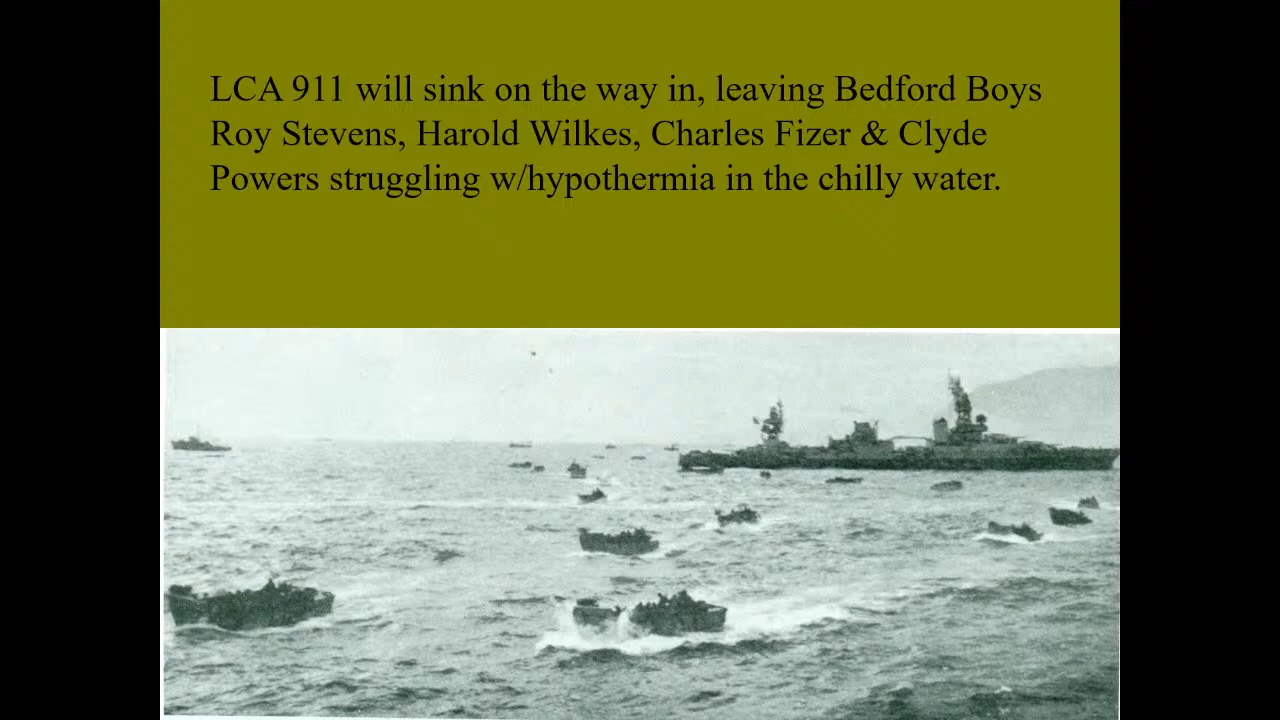 LCA 911 will sink on the way in, leaving Bedford Boys
Roy Stevens, Harold Wilkes, Charles Fizer & Clyde
Powers struggling w/hypothermia in the chilly water.